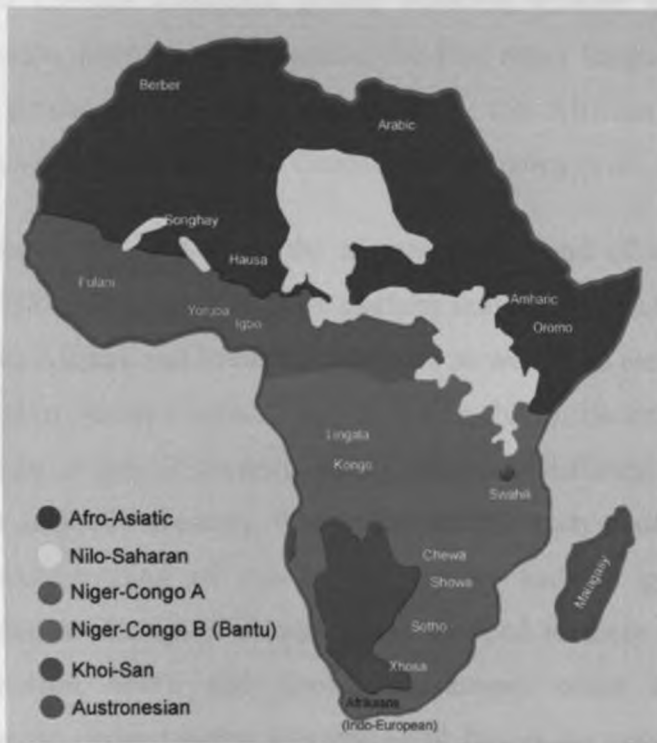 Berber
Arabic
Songhay
Hausa
Fulani
Yoruba
Igbo
Amharic
Oromo
Lingala
Kongo
Swahili
Chewa
Showa
Malagasy
Sotho
Xhosa
Afrikaans
(Indo-European)
Afro-Asiatic
Nilo-Saharan
Niger-Congo A
Niger-Congo B (Bantu)
Khoi-San
Austronesian